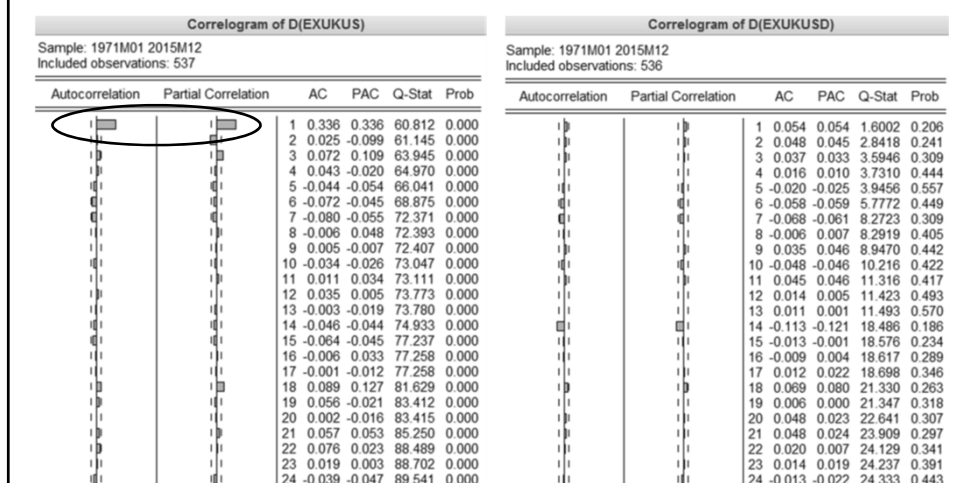 Correlogram of D(EXUKUS)
Sample: 1971M01 2015M12
Included observations: 537
Autocorrelation Partial Correlation AC PAC Q-Stat Prob
1 0.336 0.336 60.812 0.000
2 0.025 -0.099 61.145 0.000
3 0.072 0.109 63.945 0.000
4 0.043 -0.020 64.970 0.000
5 -0.044 -0.054 66.041 0.000
6 -0.072 -0.045 68.875 0.000
7 -0.080 -0.055 72.371 0.000
8 -0.006 0.048 72.393 0.000
9 0.005 -0.007 72.407 0.000
10 -0.034 -0.026 73.047 0.000
11 0.011 0.034 73.111 0.000
12 0.035 0.005 73.773 0.000
13 -0.003 -0.019 73.780 0.000
14 -0.046 -0.044 74.933 0.000
15 -0.064 -0.045 77.237 0.000
16 -0.006 0.033 77.258 0.000
17 -0.001 -0.012 77.258 0.000
18 0.089 0.127 81.629 0.000
19 0.056 -0.021 83.412 0.000
20 0.002 -0.016 83.415 0.000
21 0.057 0.053 85.250 0.000
22 0.076 0.023 88.489 0.000
23 0.019 0.003 88.702 0.000
24 -0.039 -0.047 89.541 0.000
Correlogram of D(EXUKUSD)
Sample: 1971M01 2015M12
Included observations: 536
Autocorrelation Partial Correlation AC PAC Q-Stat Prob
1 0.054 0.054 1.6002 0.206
2 0.048 0.045 2.8418 0.241
3 0.037 0.033 3.5946 0.309
4 0.016 0.010 3.7310 0.444
5 -0.020 -0.025 3.9456 0.557
6 -0.058 -0.059 5.7772 0.449
7 -0.068 -0.061 8.2723 0.309
8 -0.006 0.007 8.2919 0.405
9 0.035 0.046 8.9470 0.442
10 -0.048 -0.046 10.216 0.422
11 0.045 0.046 11.316 0.417
12 0.014 0.005 11.423 0.493
13 0.011 0.001 11.493 0.570
14 -0.113 -0.121 18.486 0.186
15 -0.013 -0.001 18.576 0.234
16 -0.009 0.004 18.617 0.289
17 0.012 0.022 18.698 0.346
18 0.069 0.080 21.330 0.263
19 0.006 0.000 21.347 0.318
20 0.048 0.023 22.641 0.307
21 0.048 0.024 23.909 0.297
22 0.020 0.007 24.129 0.341
23 0.014 0.019 24.237 0.391
24 -0.013 -0.022 24.333 0.443